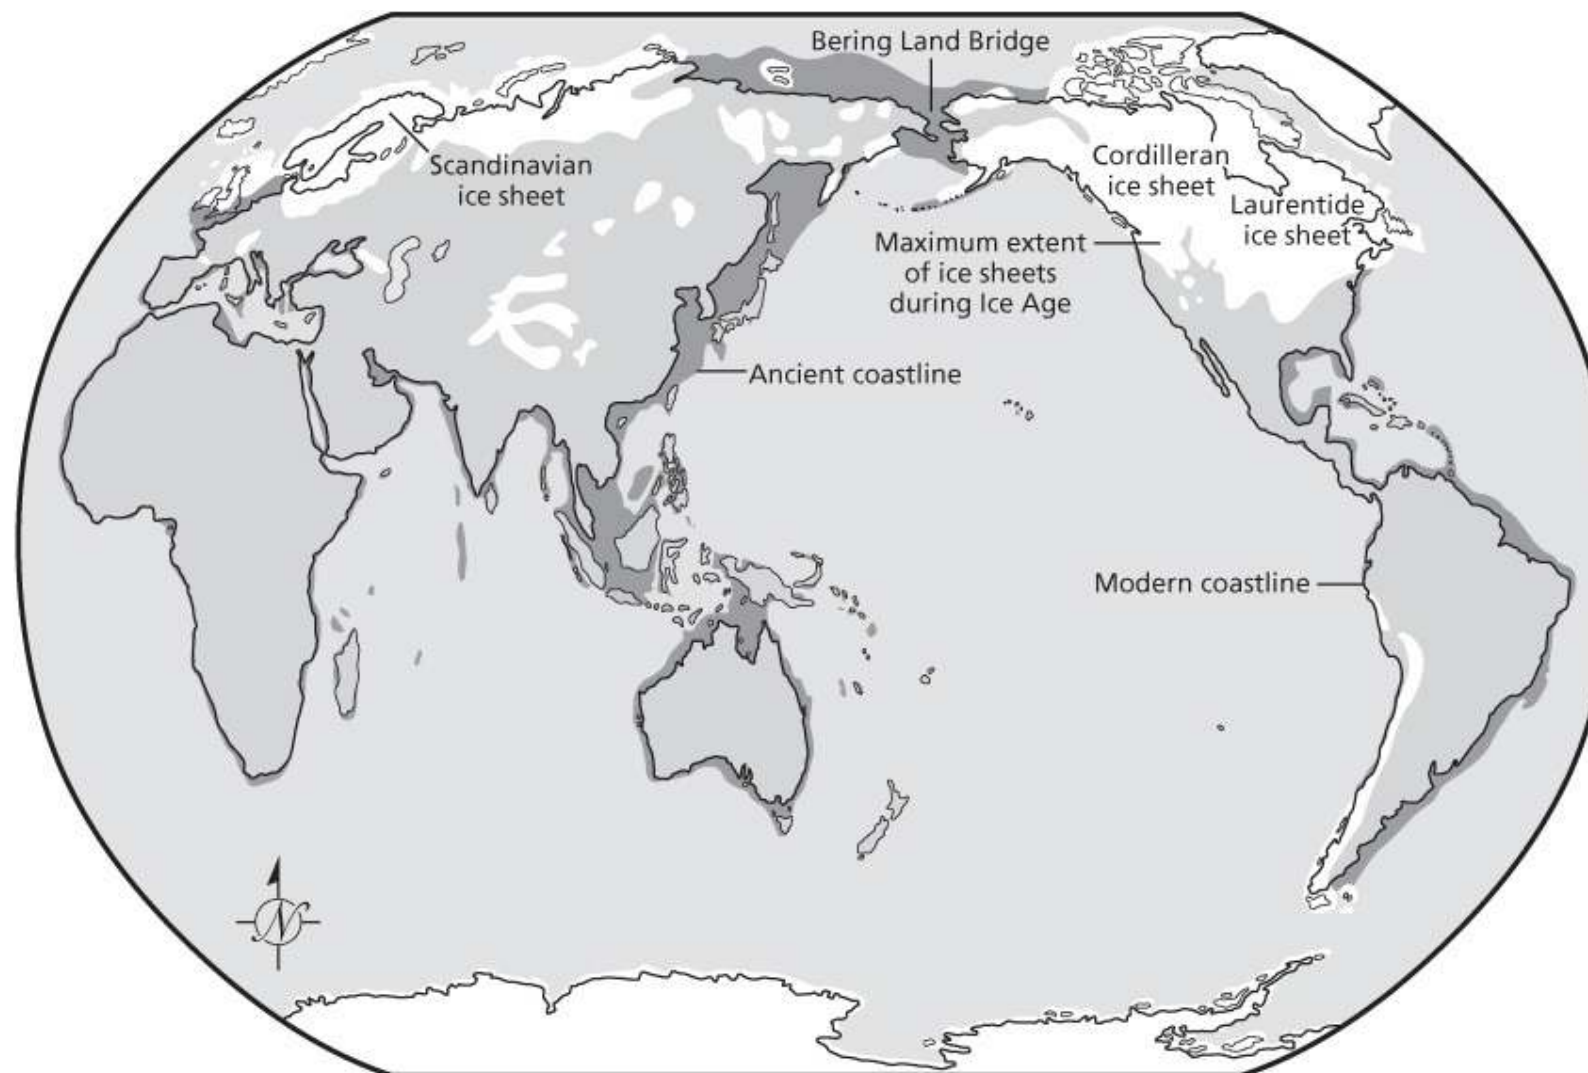 Bering Land Bridge
Scandinavian
ice sheet
Cordilleran
ice sheet
Laurentide
ice sheet
Maximum extent
of ice sheets
during Ice Age
Ancient coastline
Modern coastline
N